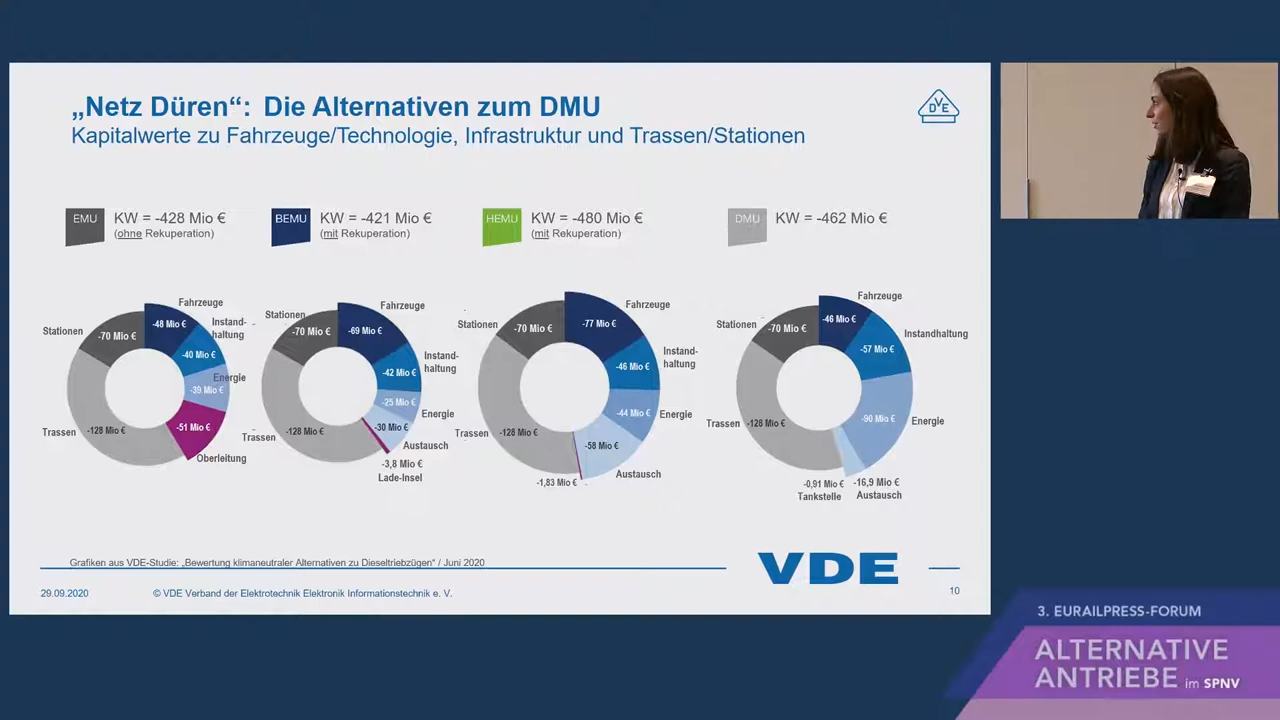 „Netz Düren“: Die Alternativen zum DMU
Kapitalwerte zu Fahrzeuge/Technologie, Infrastruktur und Trassen/Stationen
VDE
EMU
KW = -428 Mio €
(ohne Rekuperation)
BEMU
KW = -421 Mio €
(mit Rekuperation)
HEMU
KW = -480 Mio €
(mit Rekuperation)
DMU
KW = -462 Mio €
Fahrzeuge
-48 Mio €
Instand-
haltung
-40 Mio €
Energie
-39 Mio €
-51 Mio €
Oberleitung
Trassen
-128 Mio €
Stationen
-70 Mio €
Fahrzeuge
-69 Mio €
Instand-
haltung
-42 Mio €
-25 Mio €
Energie
-30 Mio €
Austausch
-3,8 Mio €
Lade-Insel
Trassen
-128 Mio €
Stationen
-70 Mio €
Fahrzeuge
-77 Mio €
Instand-
haltung
-46 Mio €
-44 Mio €
Energie
-58 Mio €
Austausch
-1,83 Mio €
Trassen
-128 Mio €
Stationen
-70 Mio €
Fahrzeuge
-46 Mio €
Instandhaltung
-57 Mio €
-90 Mio €
Energie
-16,9 Mio €
Austausch
-0,91 Mio €
Tankstelle
Trassen
-128 Mio €
Stationen
-70 Mio €
Grafiken aus VDE-Studie: „Bewertung klimaneutraler Alternativen zu Dieseltriebzügen“ / Juni 2020
VDE
29.09.2020
© VDE Verband der Elektrotechnik Elektronik Informationstechnik e. V.
10
3. EURAILPRESS-FORUM
ALTERNATIVE
ANTRIEBE im SPNV